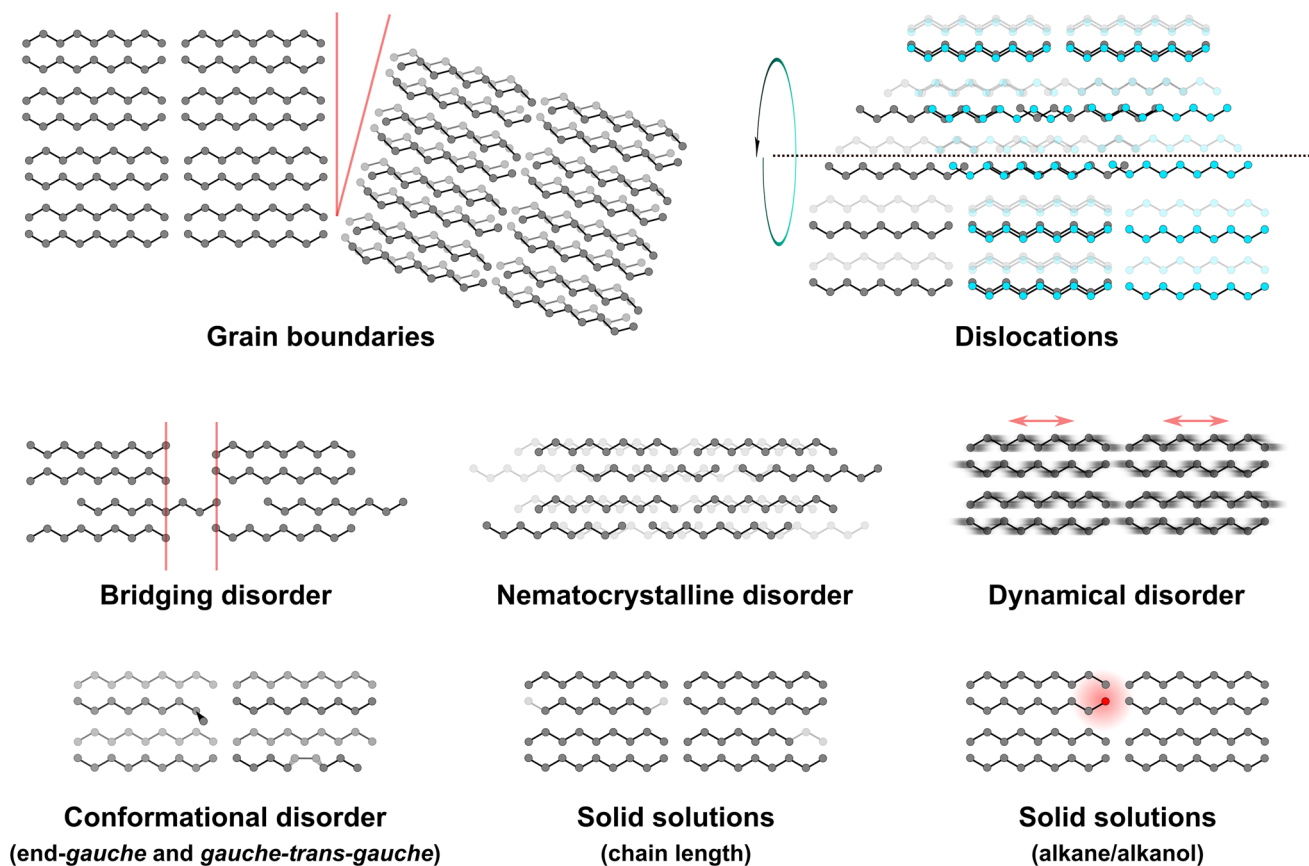 Grain boundaries
Dislocations
Bridging disorder
Nematocrystalline disorder
Dynamical disorder
Conformational disorder
(end-gauche and gauche-trans-gauche)
Solid solutions
(chain length)
Solid solutions
(alkane/alkanol)